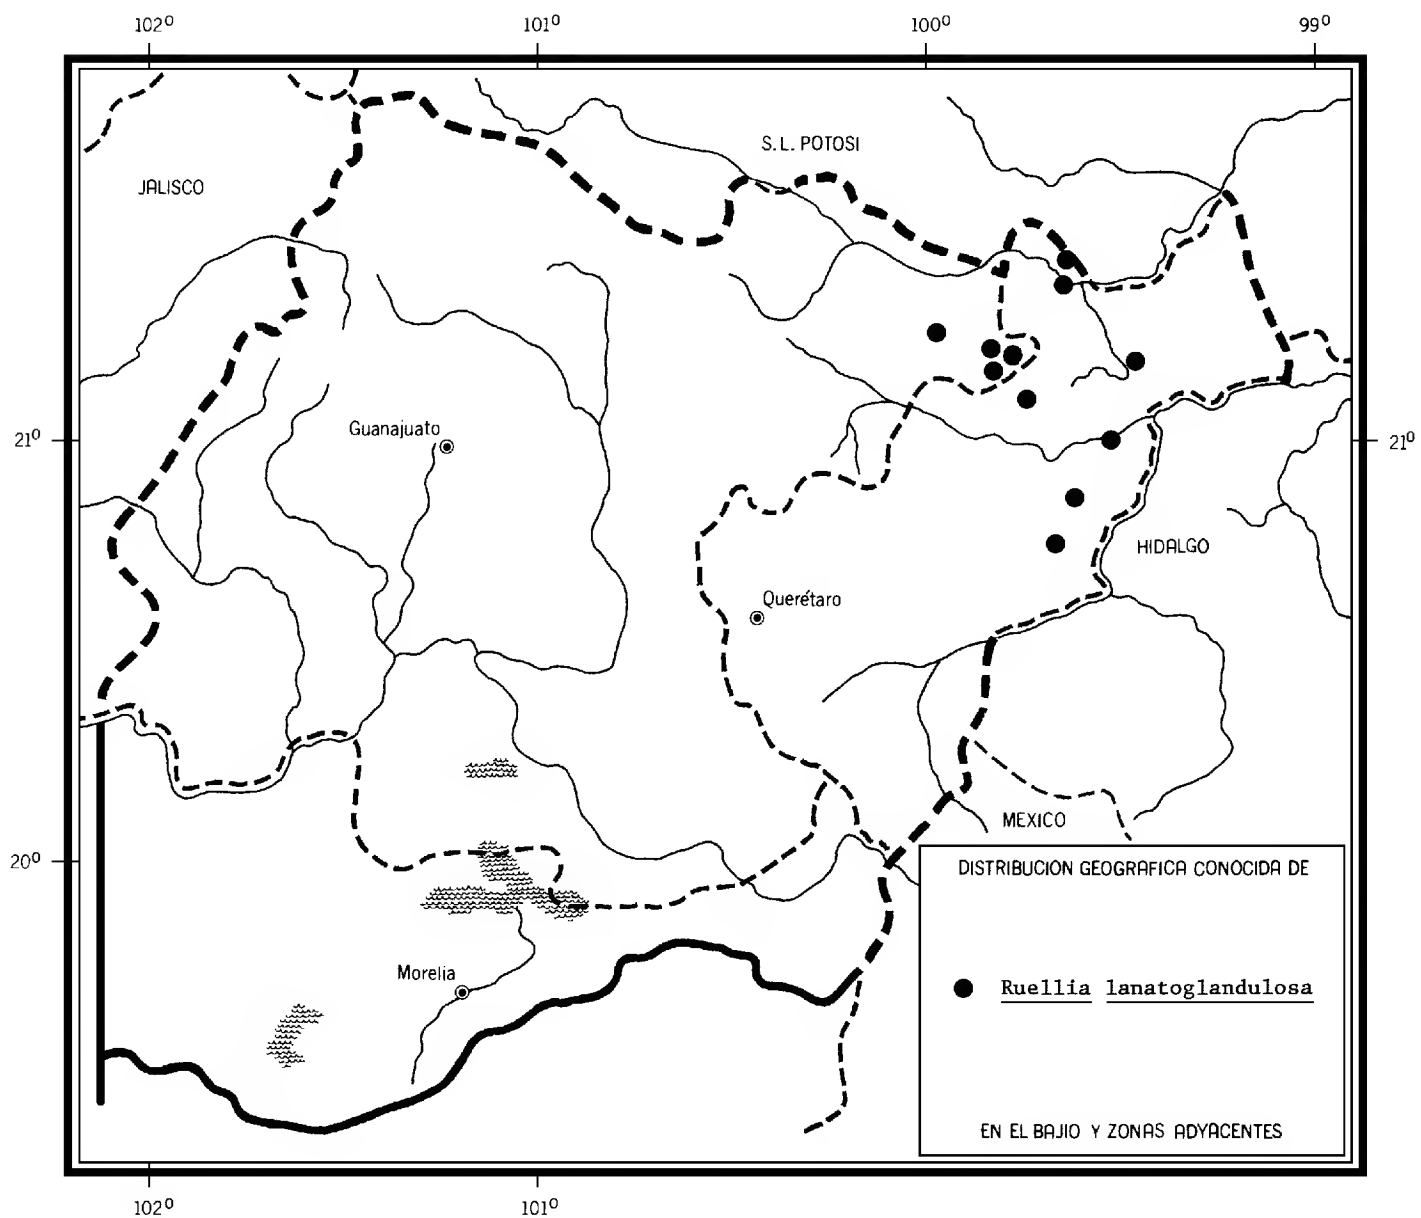 102º 101º 100º 99º
S.L. POTOSI
JALISCO
Guanajuato
21º 21º
HIDALGO
Querétaro
MEXICO
20º
DISTRIBUCION GEOGRAFICA CONOCIDA DE
Morelia
Ruellia lanatoglandulosa
EN EL BAJIO Y ZONAS ADYACENTES
102º 101º